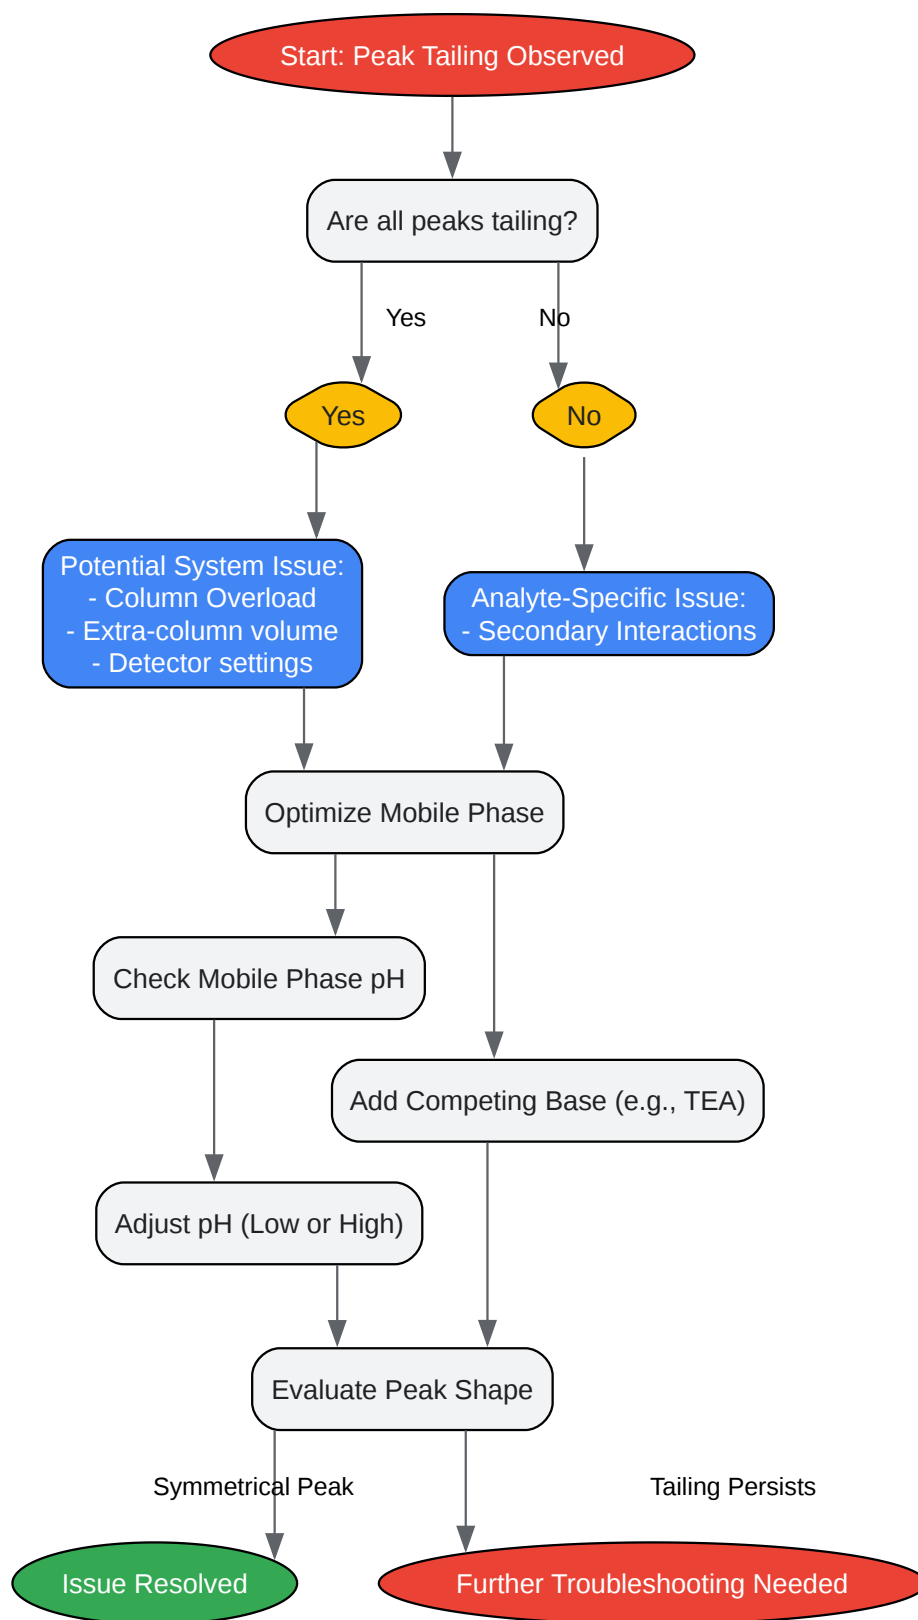 Start: Peak Tailing Observed
Are all peaks tailing?
Yes
No
Yes
No
Potential System Issue:
- Column Overload
- Extra-column volume
- Detector settings
Analyte-Specific Issue:
- Secondary Interactions
Optimize Mobile Phase
Check Mobile Phase pH
Add Competing Base (e.g., TEA)
Adjust pH (Low or High)
Evaluate Peak Shape
Symmetrical Peak
Tailing Persists
Issue Resolved
Further Troubleshooting Needed